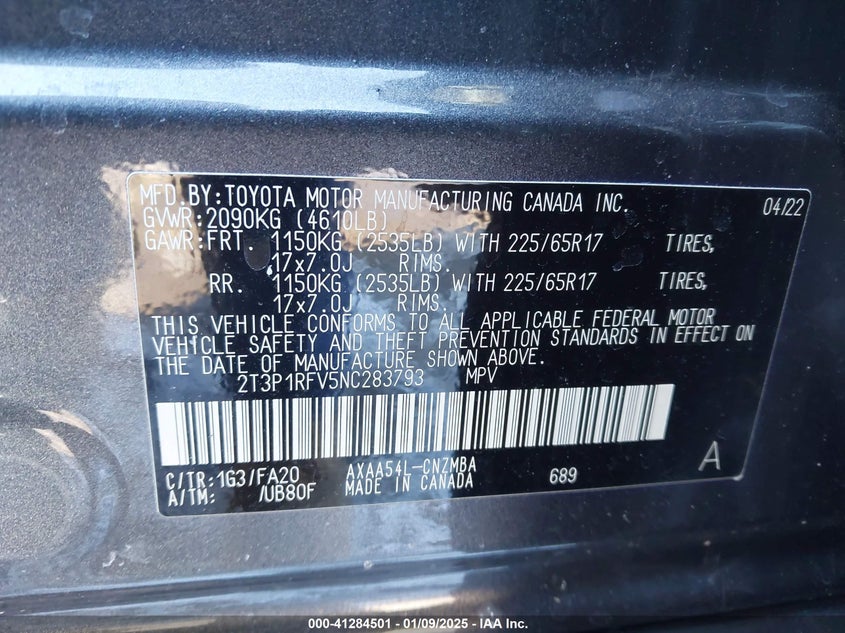 MFD.BY:TOYOTA MOTOR MANUFACTURING CANADA INC. 04/22
GVWR:2090KG (4610LB)
GAWR:FRT. 1150KG (2535LB) WITH 225/65R17 TIRES,
17x7.0J RIMS.
RR. 1150KG (2535LB) WITH 225/65R17 TIRES,
17x7.0J RIMS.
THIS VEHICLE CONFORMS TO ALL APPLICABLE FEDERAL MOTOR
VEHICLE SAFETY AND THEFT PREVENTION STANDARDS IN EFFECT ON
THE DATE OF MANUFACTURE SHOWN ABOVE.
2T3P1RFV5NC283793 MPV
C/TR:1G3/FA20 AXAA54L-CNZMBA 689 A
A/TM: /UB80F MADE IN CANADA
000-41284501 - 01/09/2025 - IAA Inc.